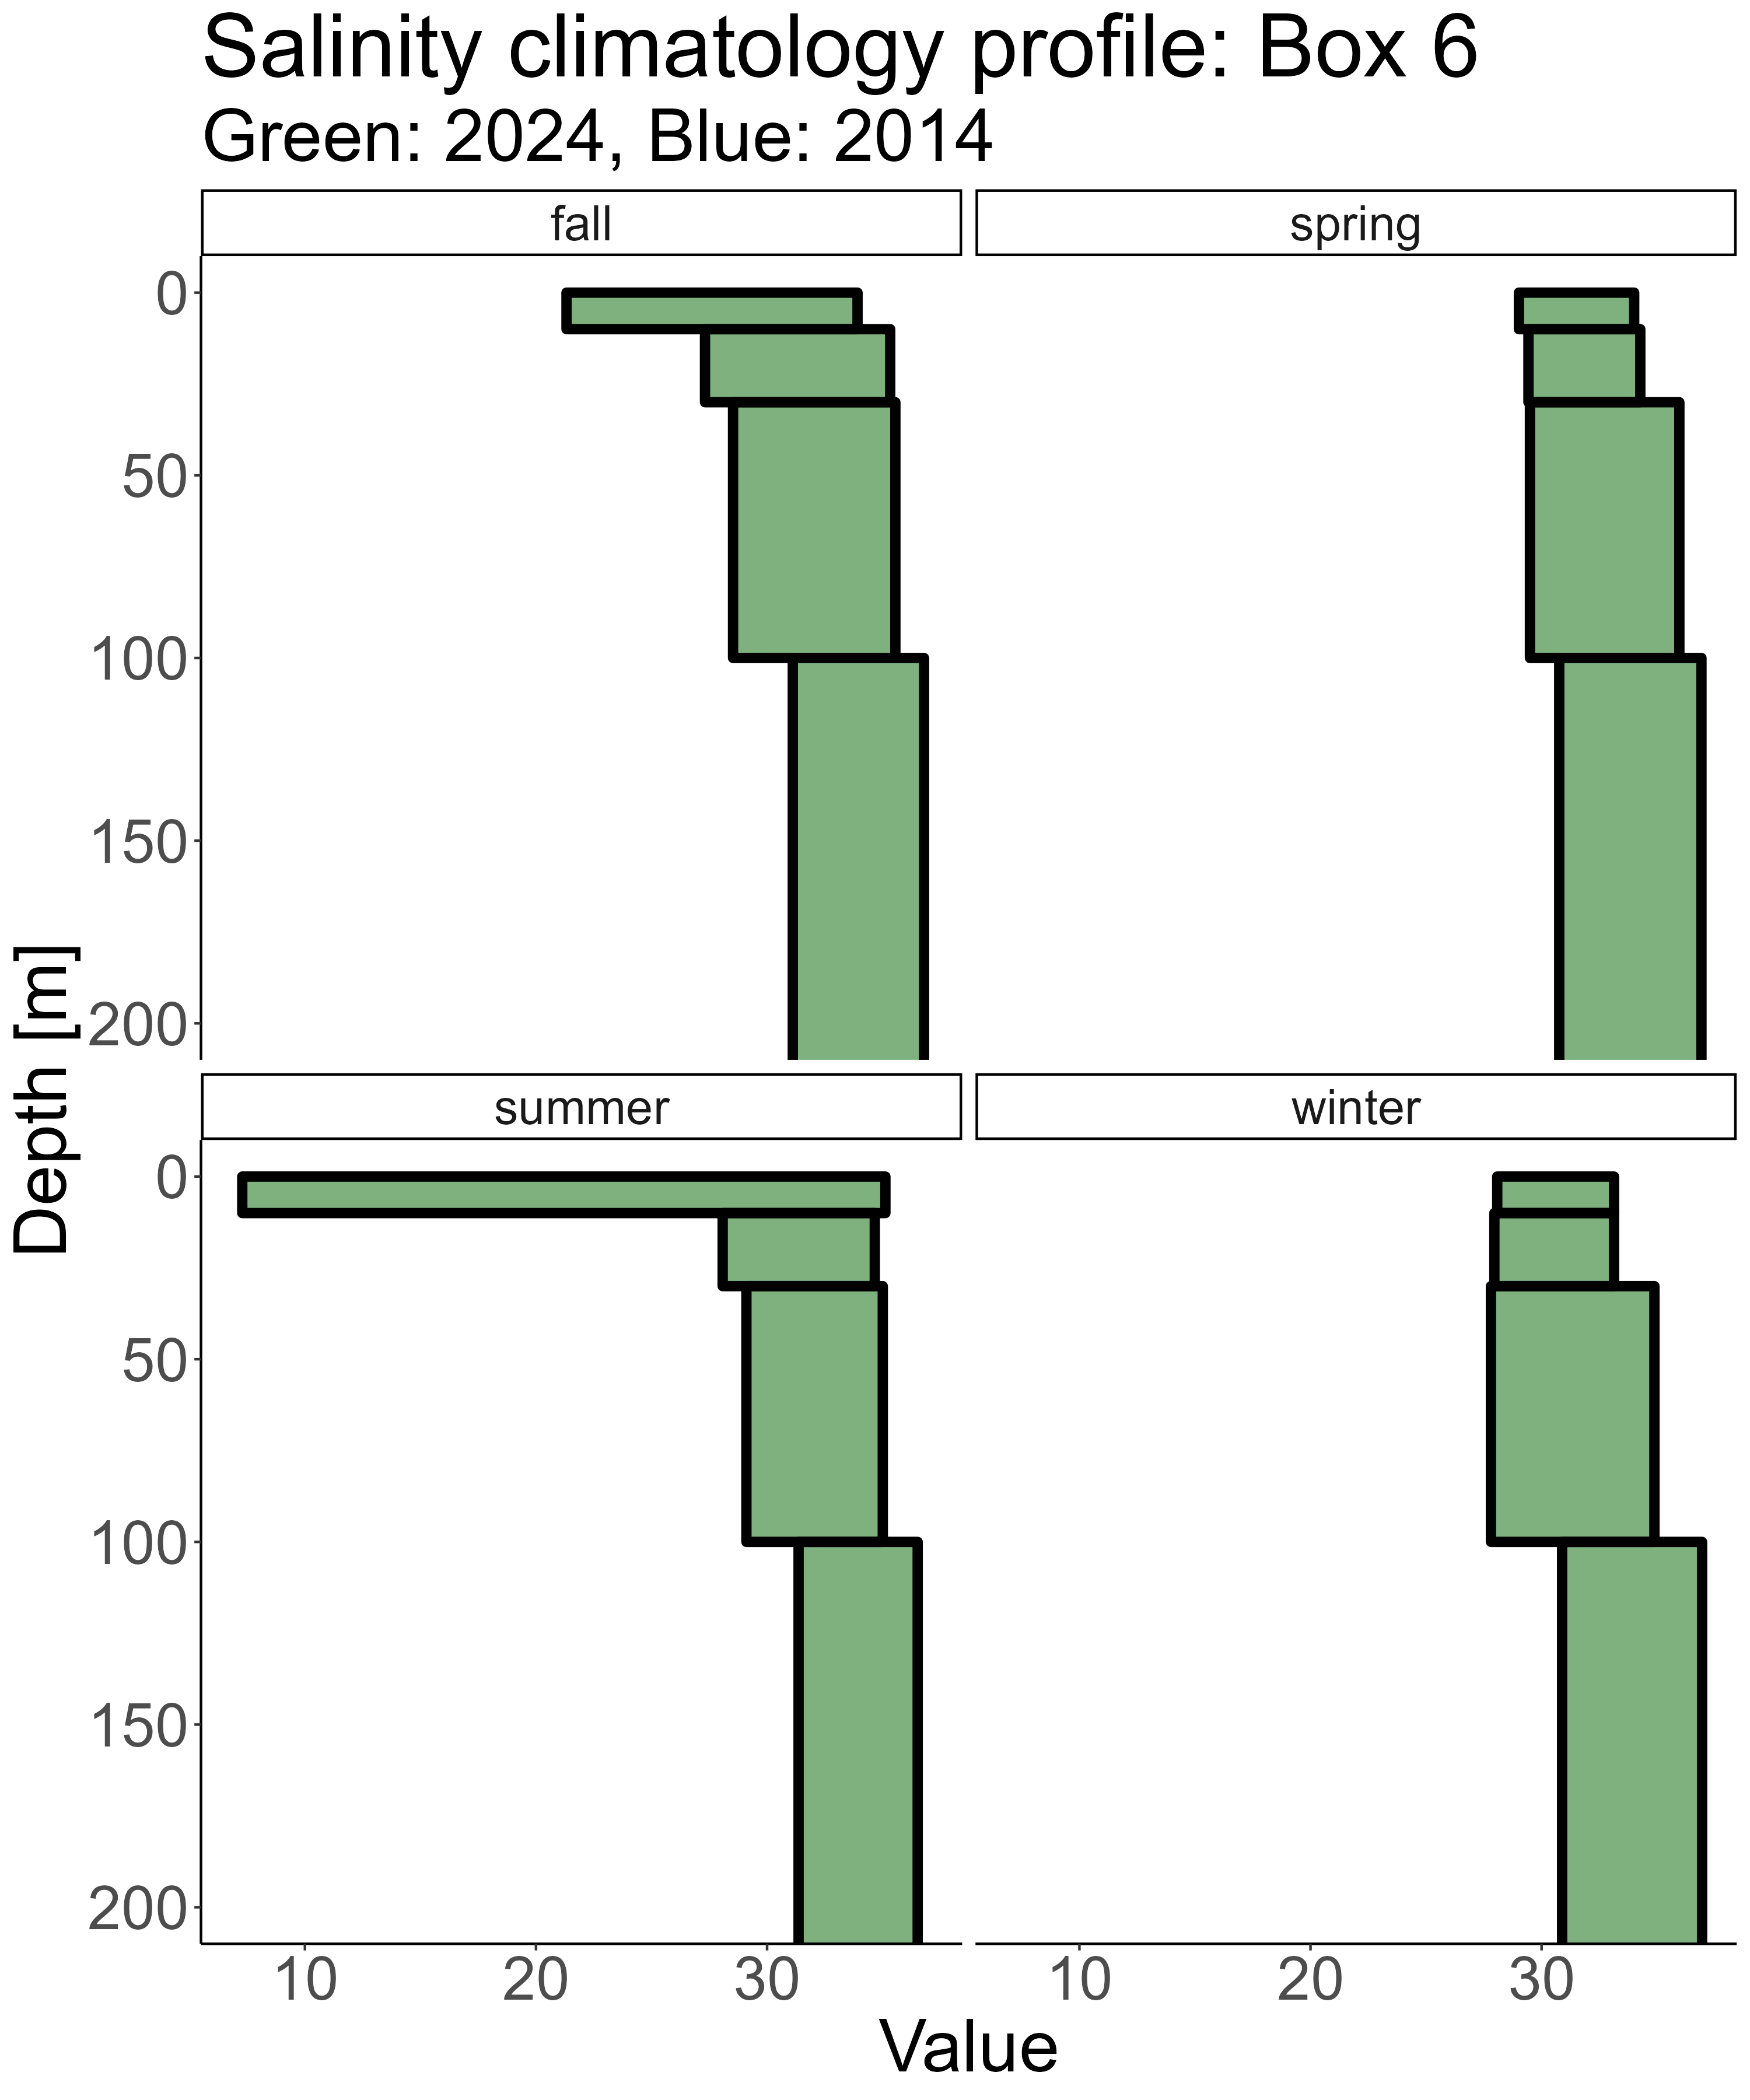 Salinity climatology profile: Box 6
Green: 2024, Blue: 2014
fall
spring
0
50
100
150
200
summer
winter
0
50
100
150
200
Depth [m]
10
20
30
10
20
30
Value